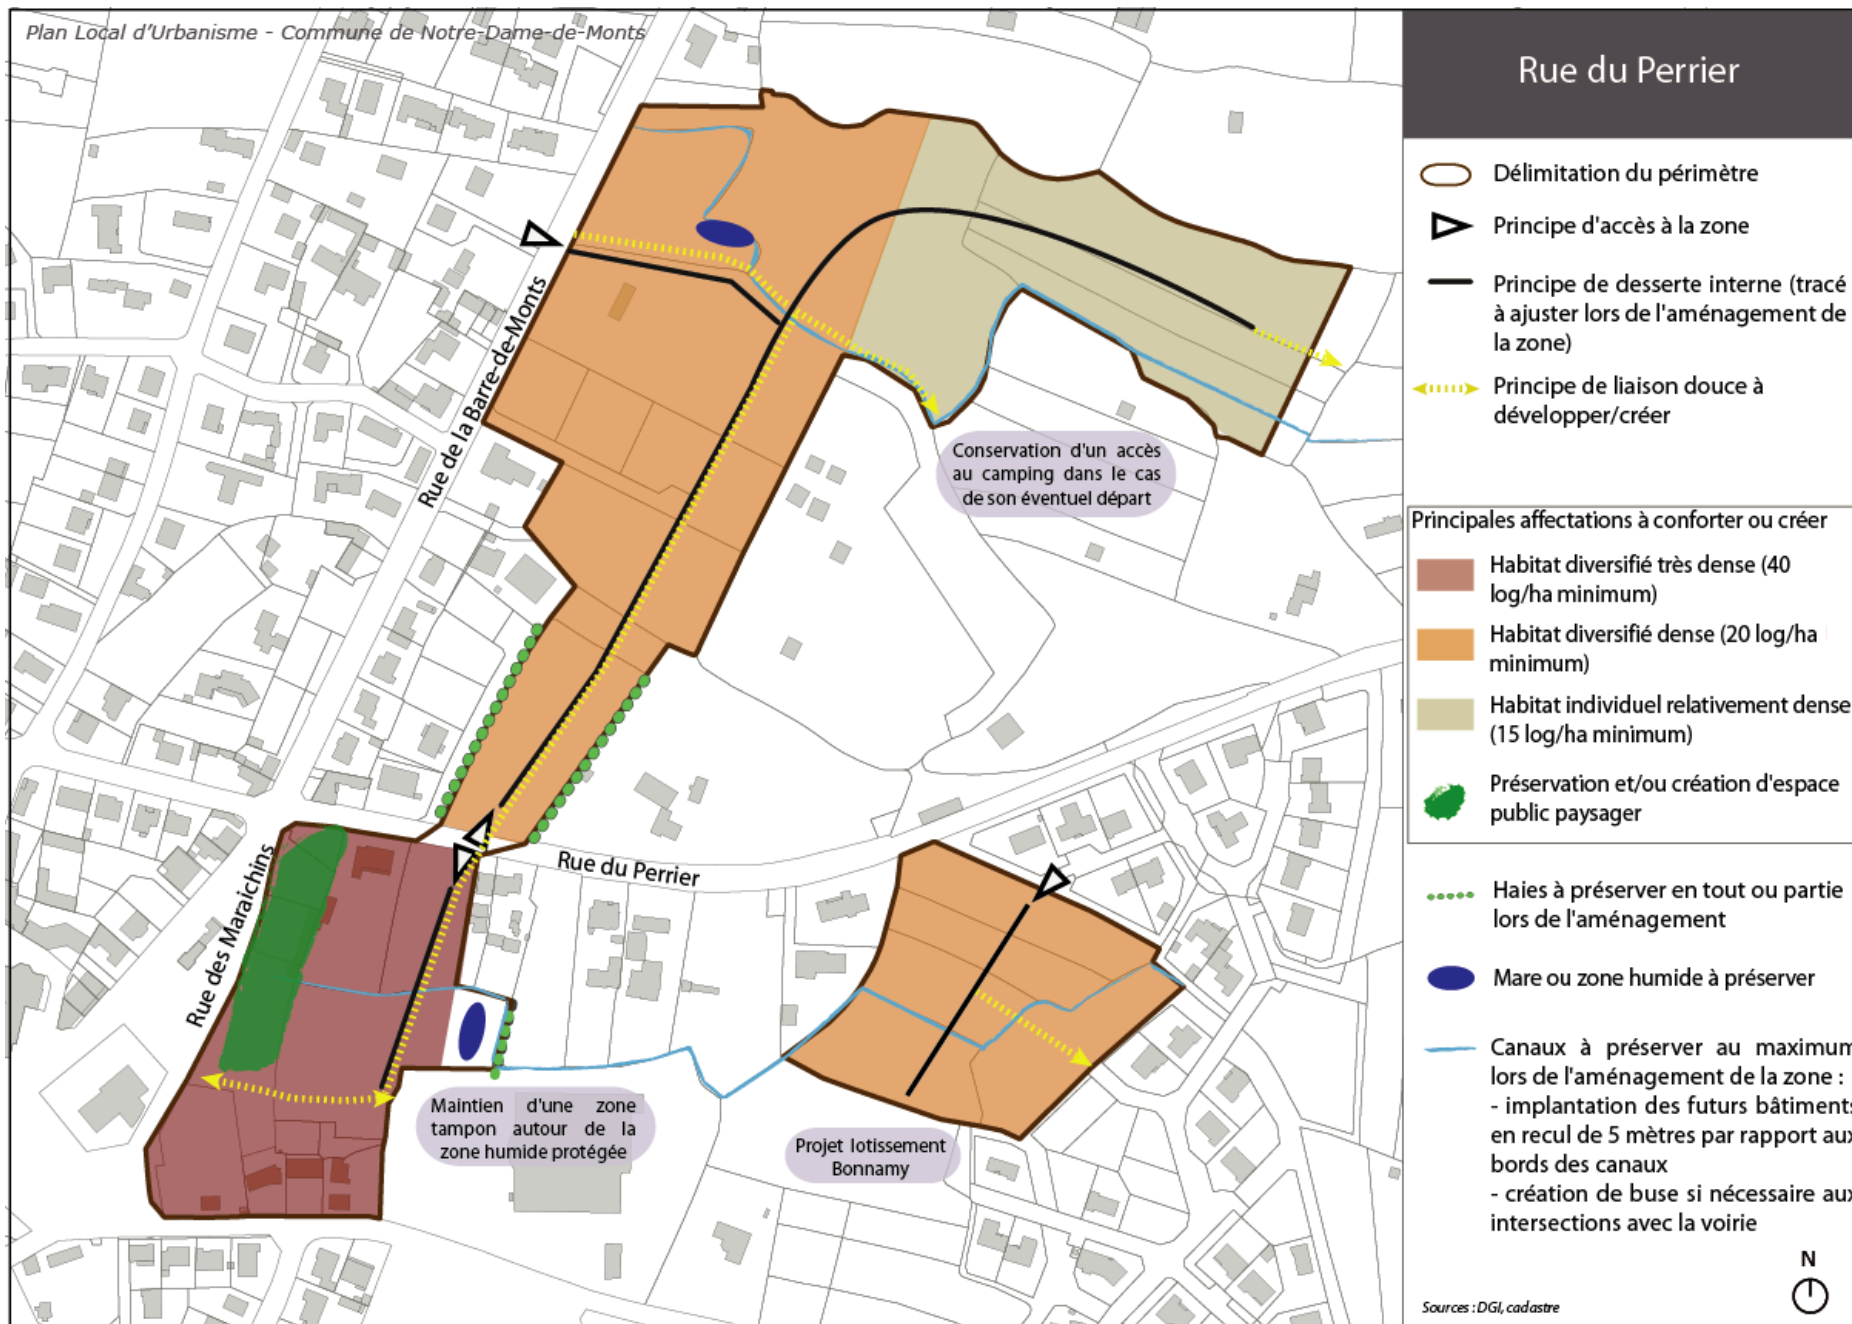 Plan Local d'Urbanisme - Commune de Notre-Dame-de-Monts
Rue du Perrier
Délimitation du périmètre
Principe d'accès à la zone
Principe de desserte interne (tracé
à ajuster lors de l'aménagement de
la zone)
Principe de liaison douce à
développer/créer
Principales affectations à conforter ou créer
Habitat diversifié très dense (40
log/ha minimum)
Habitat diversifié dense (20 log/ha
minimum)
Habitat individuel relativement dense
(15 log/ha minimum)
Préservation et/ou création d'espace
public paysager
Haies à préserver en tout ou partie
lors de l'aménagement
Mare ou zone humide à préserver
Canaux à préserver au maximum
lors de l'aménagement de la zone :
- implantation des futurs bâtiments
en recul de 5 mètres par rapport aux
bords des canaux
- création de buse si nécessaire aux
intersections avec la voirie
N
Sources : DGI, cadastre
Rue de la Barre-de-Monts
Conservation d'un accès
au camping dans le cas
de son éventuel départ
Rue du Perrier
Rue des Maraichins
Maintien d'une zone
tampon autour de la
zone humide protégée
Projet lotissement
Bonnamy